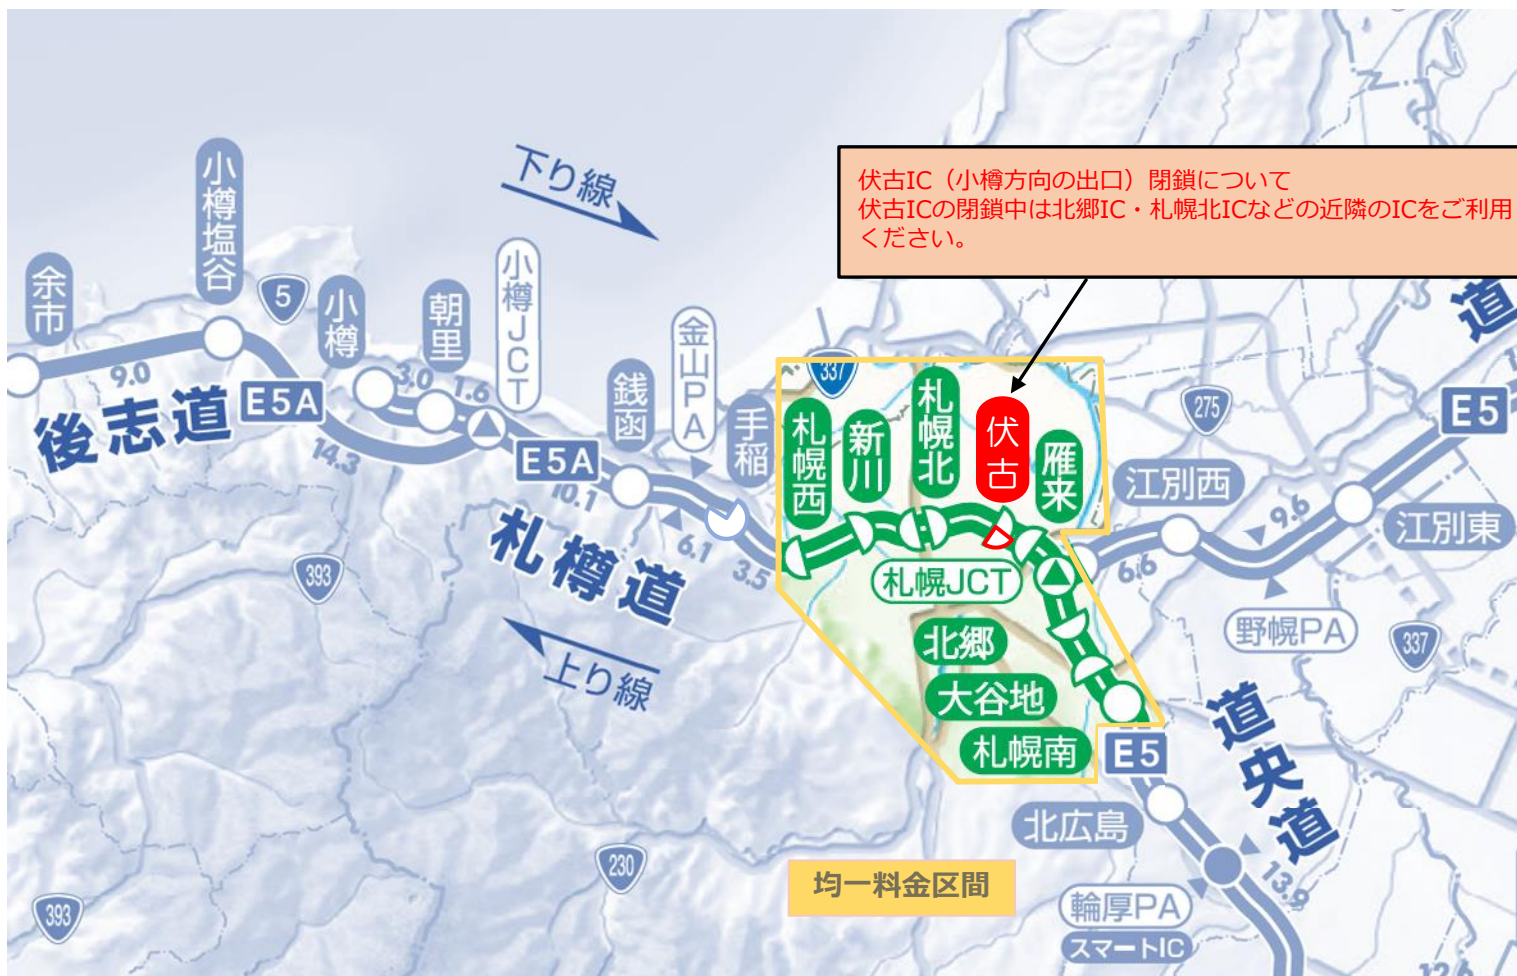 伏古IC（小樽方向の出口）閉鎖について
伏古ICの閉鎖中は北郷IC・札幌北ICなどの近隣のICをご利用
ください。
下り線
小樽塩谷
余市
5
小樽
朝里
小樽JCT
金山PA
銭函
手稲
337
札幌西
新川
札幌北
伏古
雁来
275
道
E5
9.0
3.0
1.6
E5A
後志道
14.3
E5A
10.1
6.1
3.5
札樽道
393
江別西
江別東
9.6
6.6
札幌JCT
野幌PA
337
北郷
大谷地
札幌南
上り線
E5
道央道
北広島
230
均一料金区間
13.9
輪厚PA
スマートIC
393